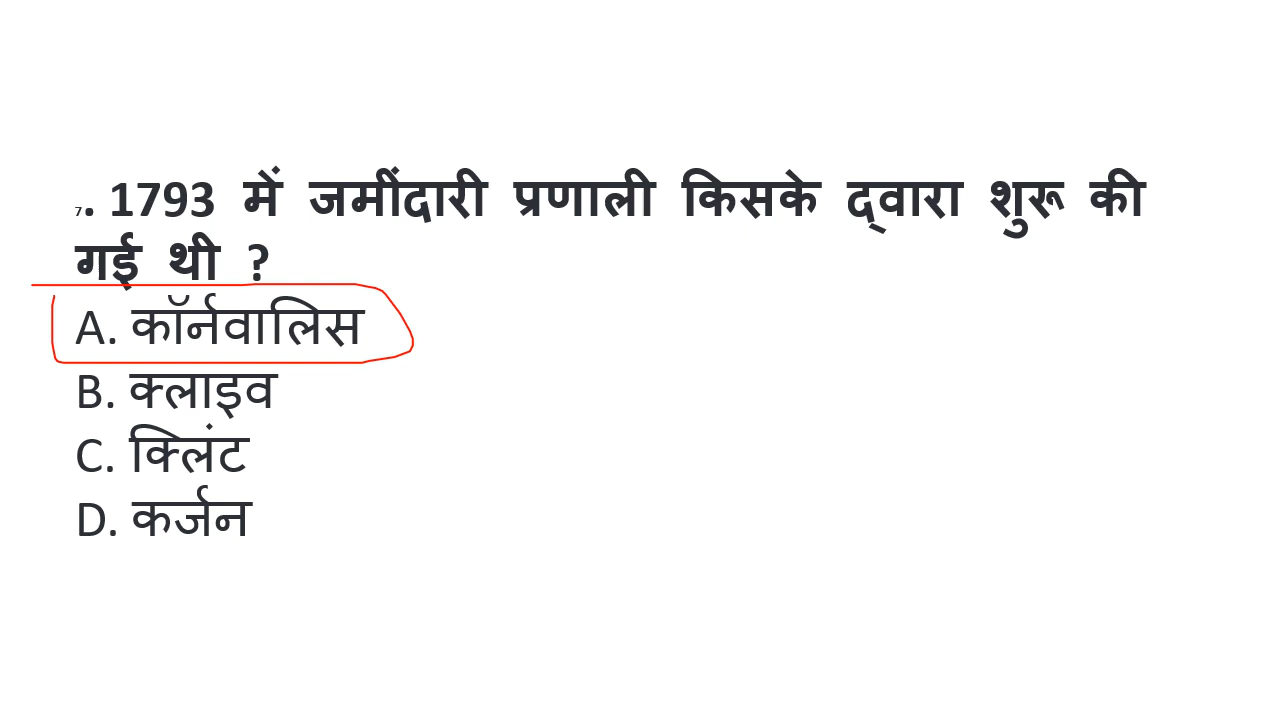 7. 1793 में जमींदारी प्रणाली किसके द्वारा शुरू की
गई थी ?
A. कॉर्नवालिस
B. क्लाइव
C. क्लिंट
D. कर्जन